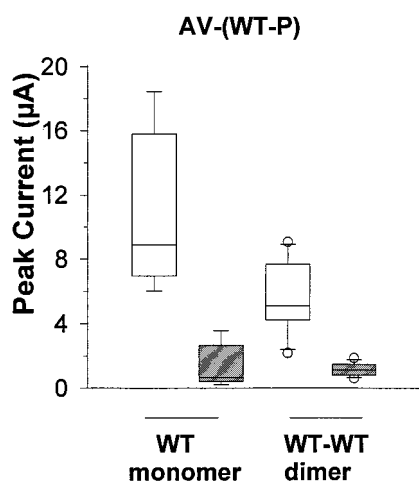 AV-(WT-P)
Peak Current (µA)
20
16
12
8
4
0
WT WT-WT
monomer dimer